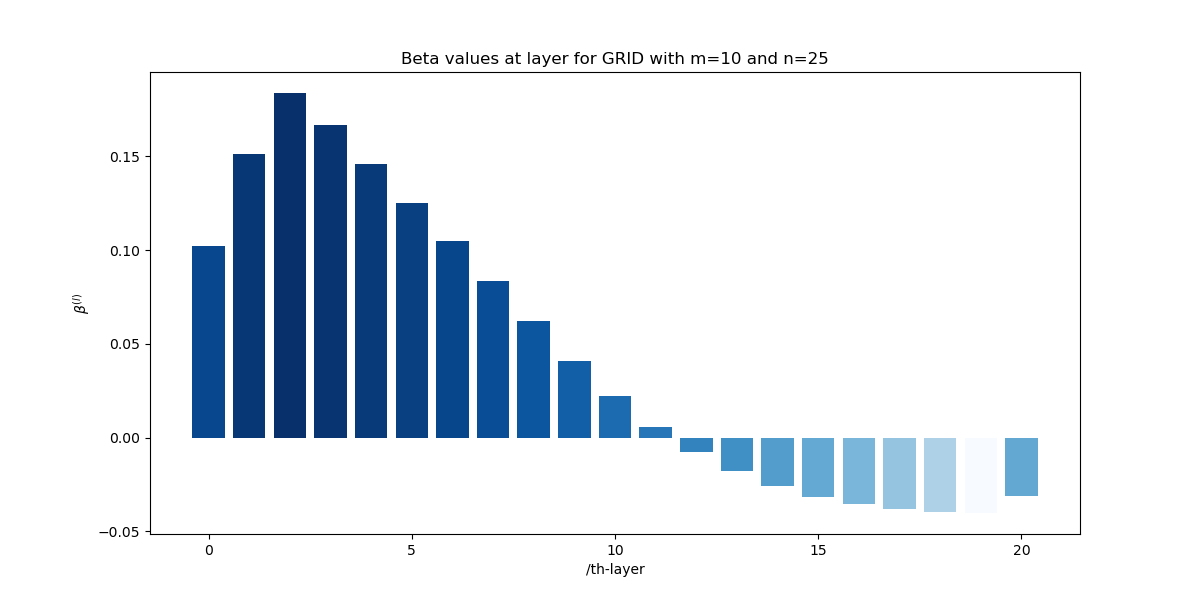 Beta values at layer for GRID with m=10 and n=25
0.15
0.10
0.05
0.00
−0.05
β⁽ˡ⁾
0 5 10 15 20
/th-layer